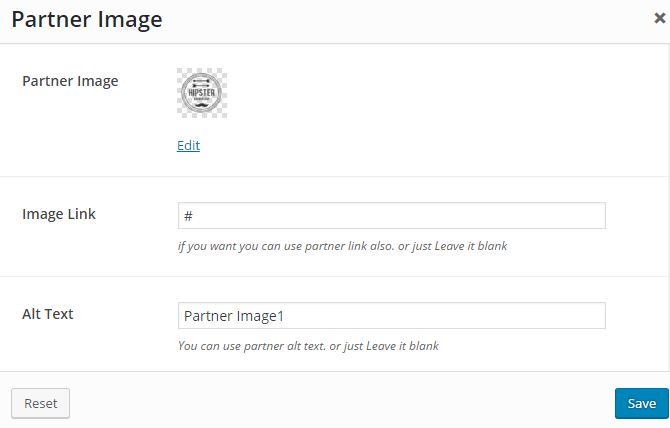 Partner Image
Partner Image
HIPSTER
Edit
Image Link
#
if you want you can use partner link also. or just Leave it blank
Alt Text
Partner Image1
You can use partner alt text. or just Leave it blank
Reset
Save